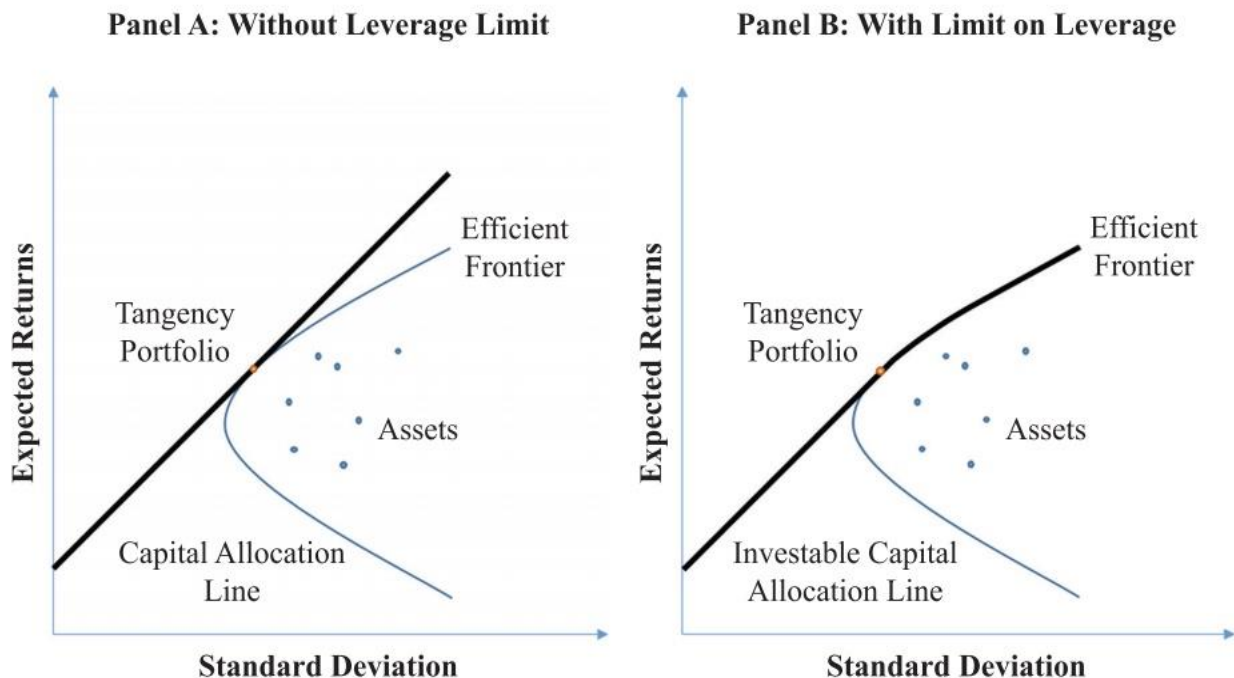 Panel A: Without Leverage Limit
Expected Returns
Efficient
Frontier
Tangency
Portfolio
Assets
Capital Allocation
Line
Standard Deviation
Panel B: With Limit on Leverage
Expected Returns
Efficient
Frontier
Tangency
Portfolio
Assets
Investable Capital
Allocation Line
Standard Deviation